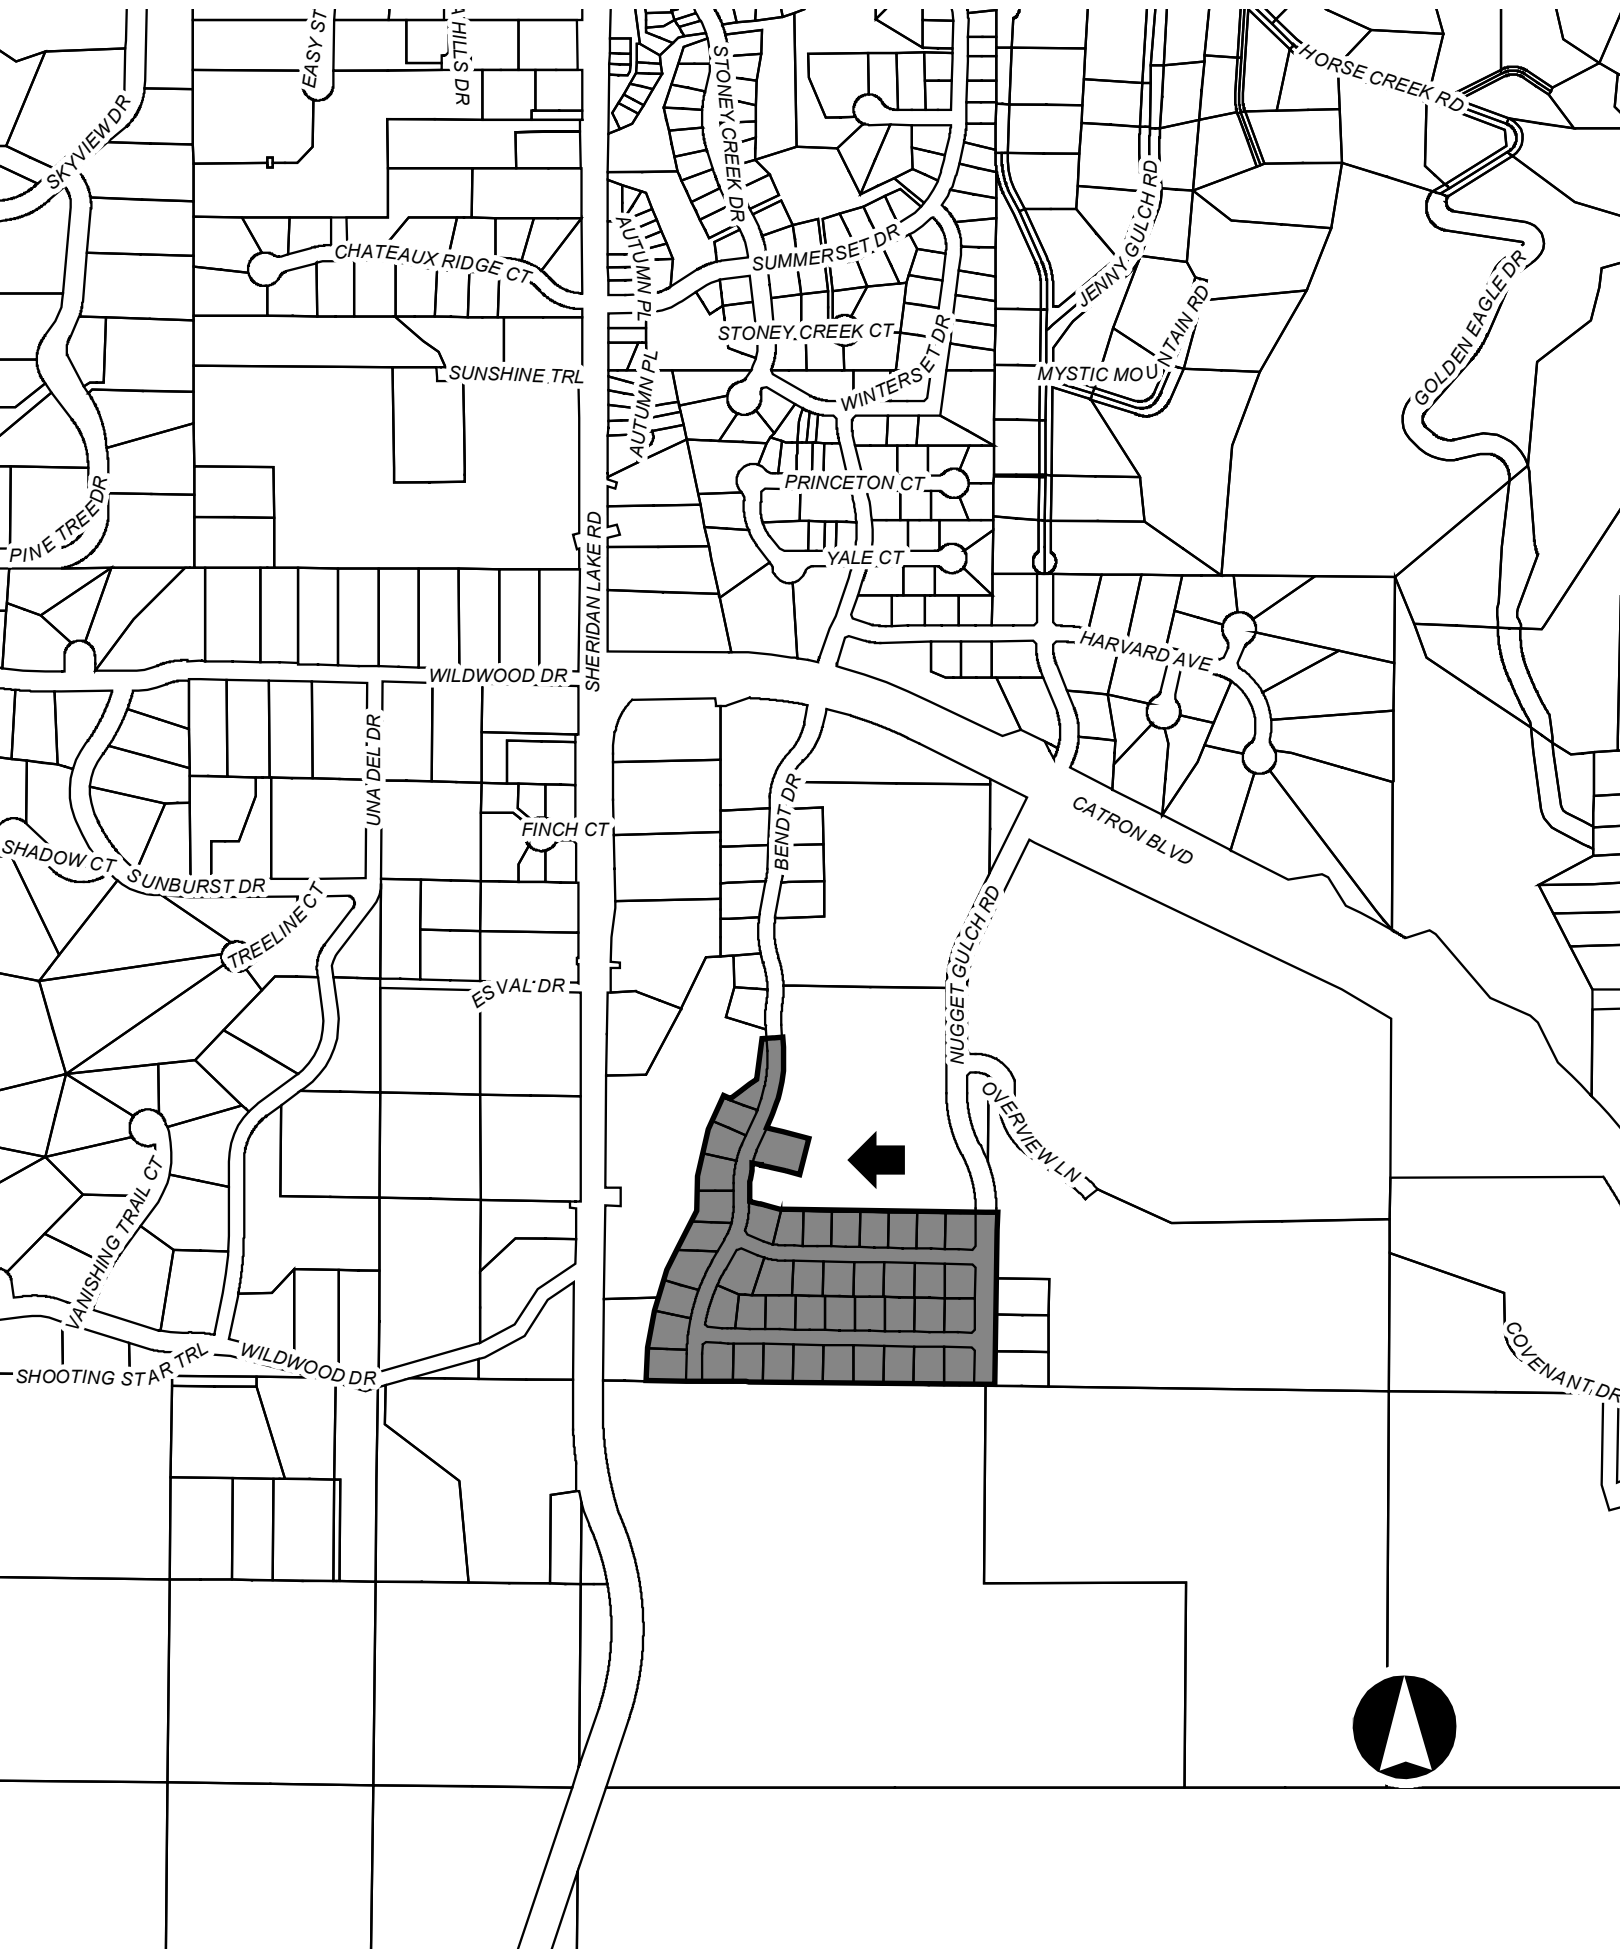 EASY ST
HILLS DR
HORSE CREEK RD
SKYVIEW DR
STONEY CREEK DR
JENNY GULCH RD
AUTUMN PL
SUMMERSET DR
CHATEAUX RIDGE CT
GOLDEN EAGLE DR
STONEY CREEK CT
MYSTIC MOUNTAIN RD
SUNSHINE TRL
WINTERSET DR
AUTUMN PL
PRINCETON CT
PINE TREE DR
YALE CT
SHERIDAN LAKE RD
HARVARD AVE
WILDWOOD DR
UNA DEL DR
BENDT DR
CATRON BLVD
FINCH CT
SHADOW CT
SUNBURST DR
TREELINE CT
NUGGET GULCH RD
ESVAL DR
OVERVIEW LN
VANISHING TRAIL CT
SHOOTING STAR TRL
WILDWOOD DR
COVENANT DR